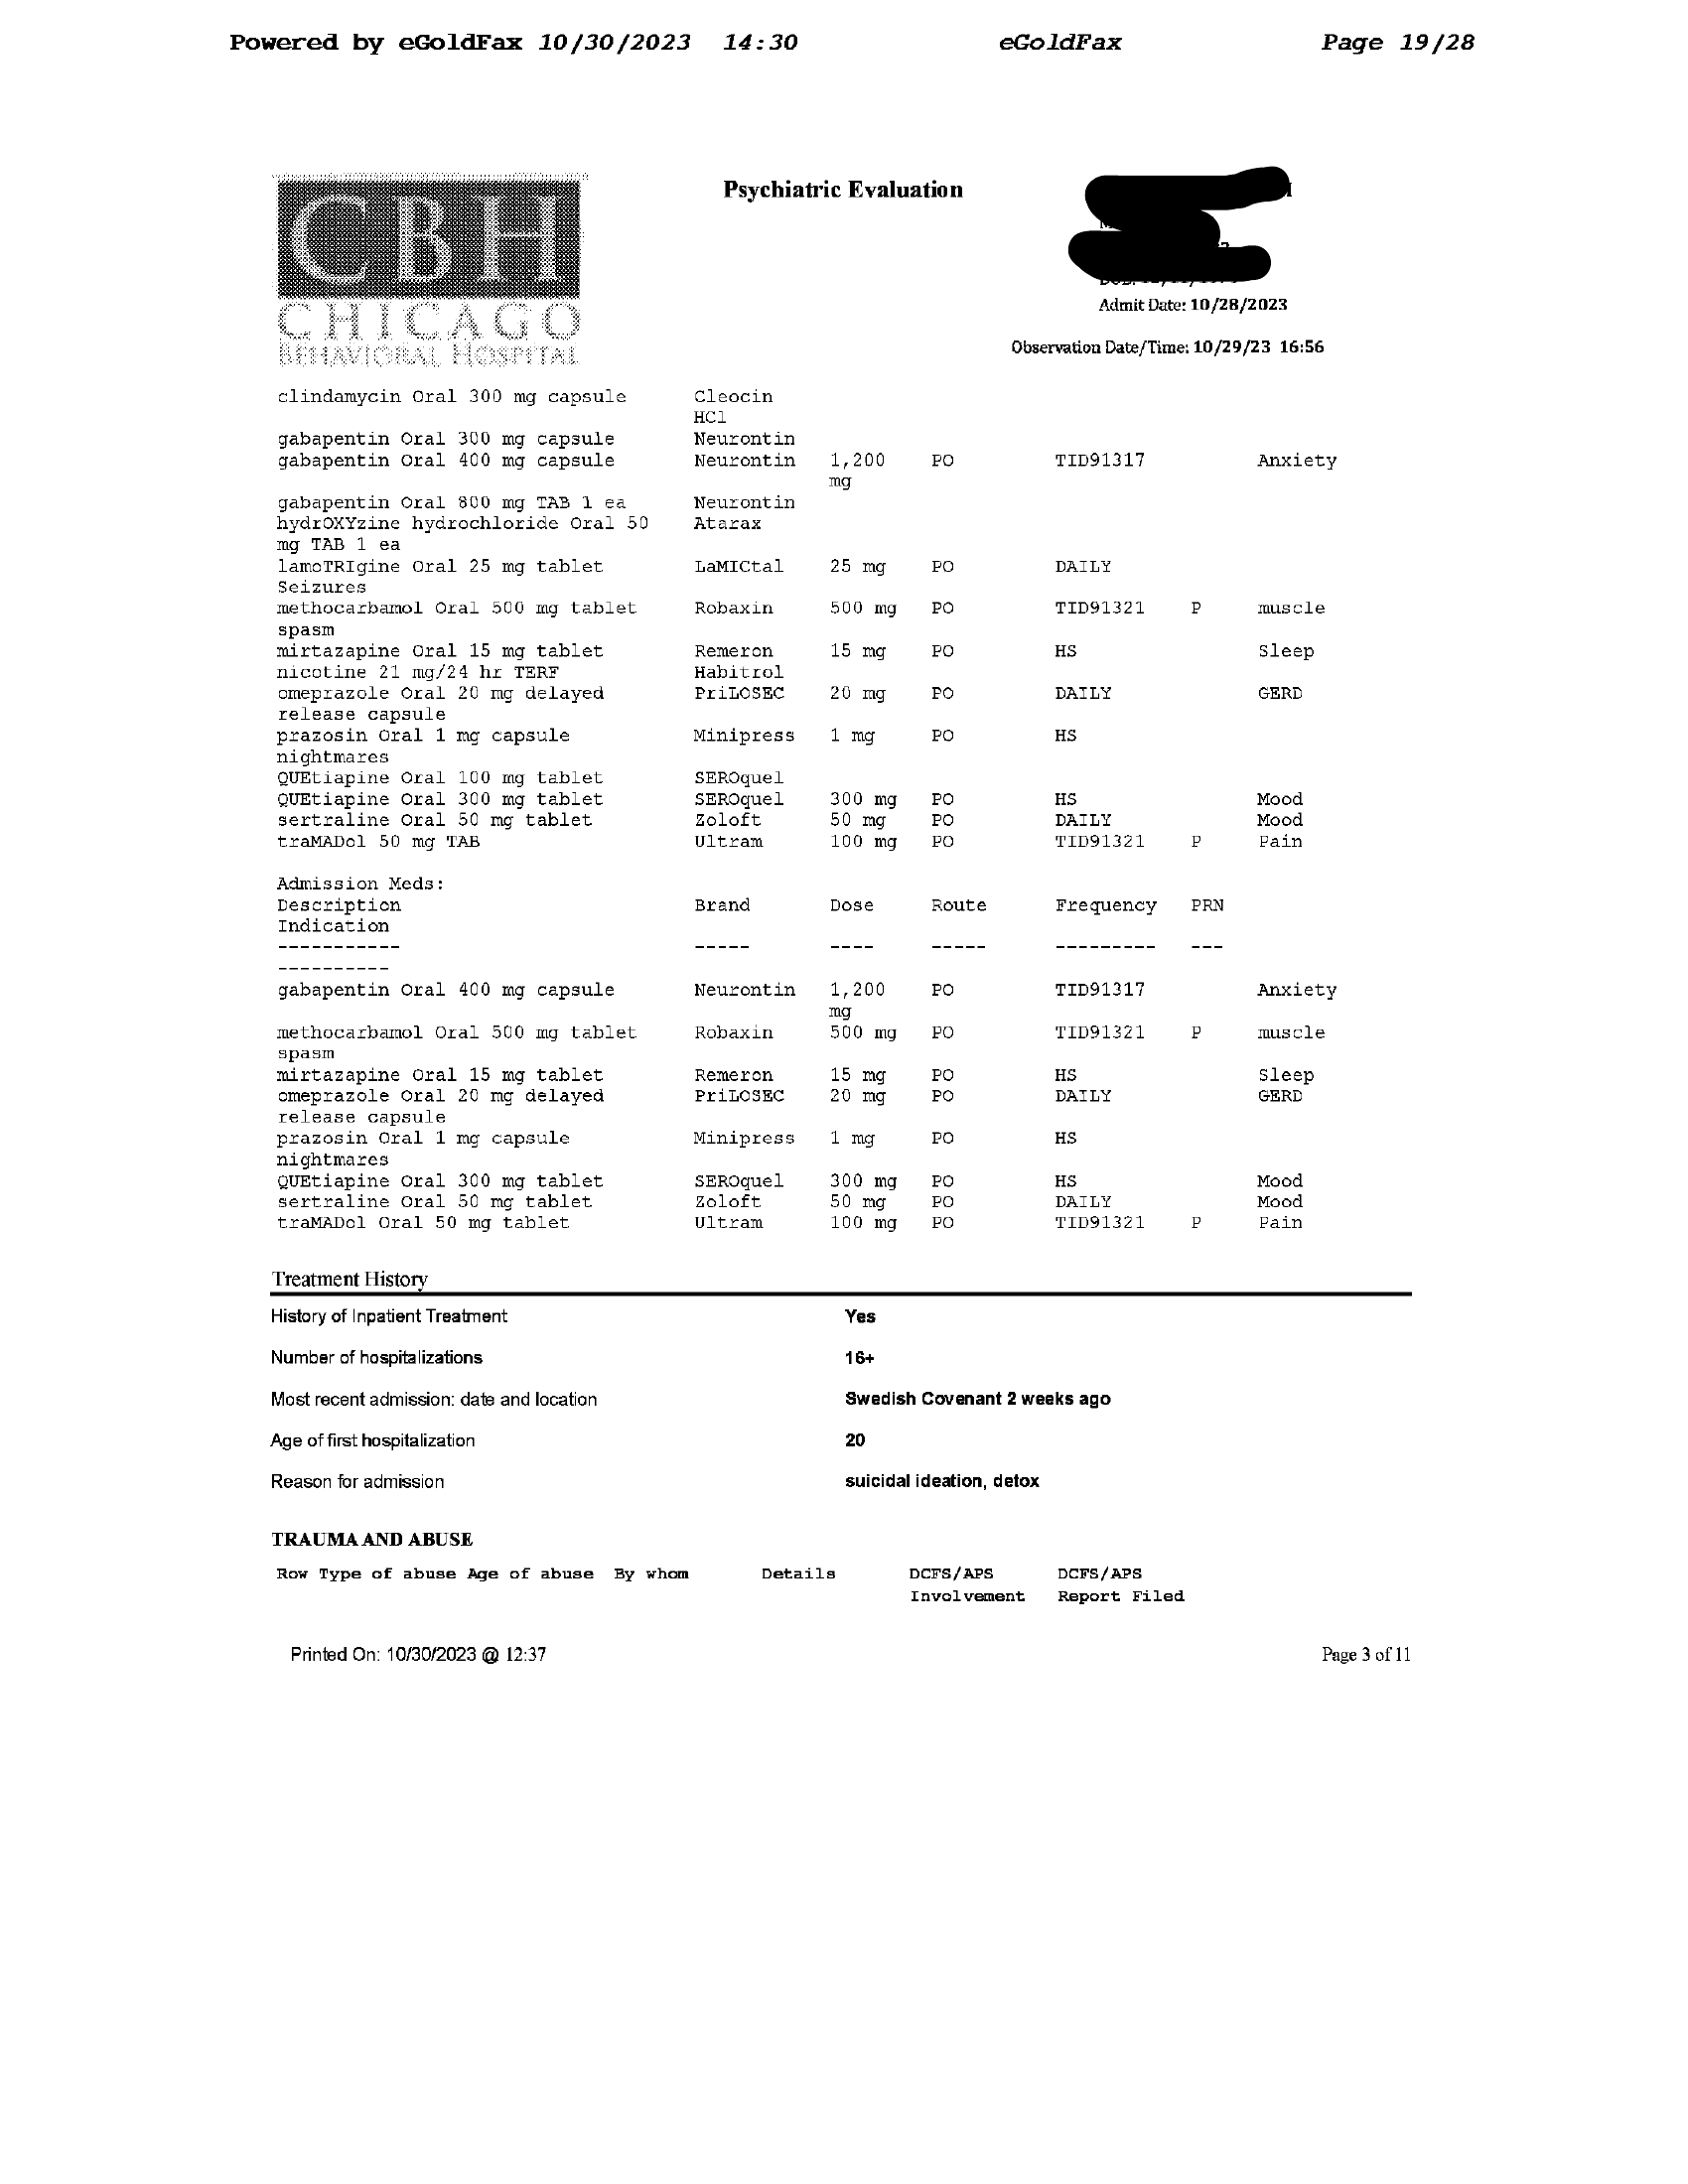 Powered by eGoldFax 10/30/2023 14:30 eGoldFax Page 19/28
CBH
CHICAGO
BEHAVIORAL HOSPITAL
Psychiatric Evaluation
Admit Date: 10/28/2023
Observation Date/Time: 10/29/23 16:56
clindamycin Oral 300 mg capsule Cleocin
HCl
gabapentin Oral 300 mg capsule Neurontin
gabapentin Oral 400 mg capsule Neurontin 1,200 PO TID91317 Anxiety
mg
gabapentin Oral 800 mg TAB 1 ea Neurontin
hydrOXYzine hydrochloride Oral 50 Atarax
mg TAB 1 ea
lamoTRIgine Oral 25 mg tablet LaMICtal 25 mg PO DAILY
Seizures
methocarbamol Oral 500 mg tablet Robaxin 500 mg PO TID91321 P muscle
spasm
mirtazapine Oral 15 mg tablet Remeron 15 mg PO HS Sleep
nicotine 21 mg/24 hr TERF Habitrol
omeprazole Oral 20 mg delayed PriLOSEC 20 mg PO DAILY GERD
release capsule
prazosin Oral 1 mg capsule Minipress 1 mg PO HS
nightmares
QUEtiapine Oral 100 mg tablet SEROquel
QUEtiapine Oral 300 mg tablet SEROquel 300 mg PO HS Mood
sertraline Oral 50 mg tablet Zoloft 50 mg PO DAILY Mood
traMADol 50 mg TAB Ultram 100 mg PO TID91321 P Pain
Admission Meds:
Description Brand Dose Route Frequency PRN
Indication
----------- ----- ---- ----- --------- ---
----------
gabapentin Oral 400 mg capsule Neurontin 1,200 PO TID91317 Anxiety
mg
methocarbamol Oral 500 mg tablet Robaxin 500 mg PO TID91321 P muscle
spasm
mirtazapine Oral 15 mg tablet Remeron 15 mg PO HS Sleep
omeprazole Oral 20 mg delayed PriLOSEC 20 mg PO DAILY GERD
release capsule
prazosin Oral 1 mg capsule Minipress 1 mg PO HS
nightmares
QUEtiapine Oral 300 mg tablet SEROquel 300 mg PO HS Mood
sertraline Oral 50 mg tablet Zoloft 50 mg PO DAILY Mood
traMADol Oral 50 mg tablet Ultram 100 mg PO TID91321 P Pain
Treatment History
History of Inpatient Treatment Yes
Number of hospitalizations 16+
Most recent admission: date and location Swedish Covenant 2 weeks ago
Age of first hospitalization 20
Reason for admission suicidal ideation, detox
TRAUMA AND ABUSE
Row Type of abuse Age of abuse By whom Details DCFS/APS DCFS/APS
Involvement Report Filed
Printed On: 10/30/2023 @ 12:37 Page 3 of 11